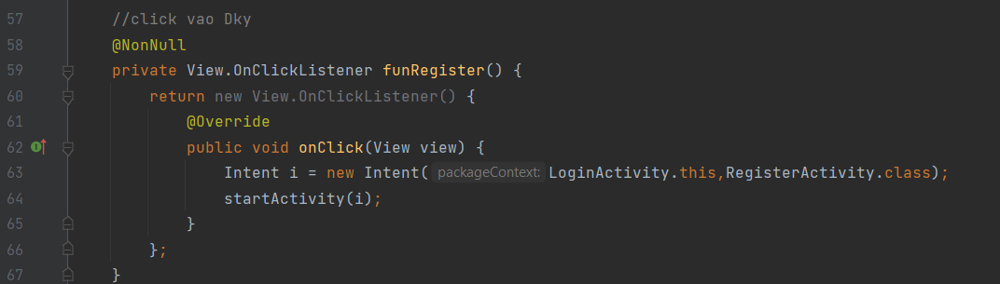 57 //click vao Dky
58 @NonNull
59 private View.OnClickListener funRegister() {
60 return new View.OnClickListener() {
61 @Override
62 public void onClick(View view) {
63 Intent i = new Intent( packageContext: LoginActivity.this,RegisterActivity.class);
64 startActivity(i);
65 }
66 };
67 }